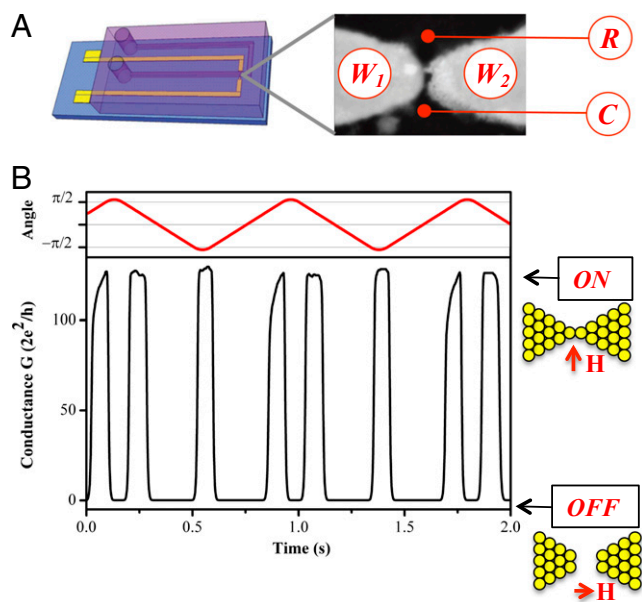 A
W₁
W₂
R
C
B
Angle
π/2
−π/2
Conductance G (2e²/h)
100
50
0
0.0
0.5
1.0
1.5
2.0
Time (s)
ON
H
OFF
H